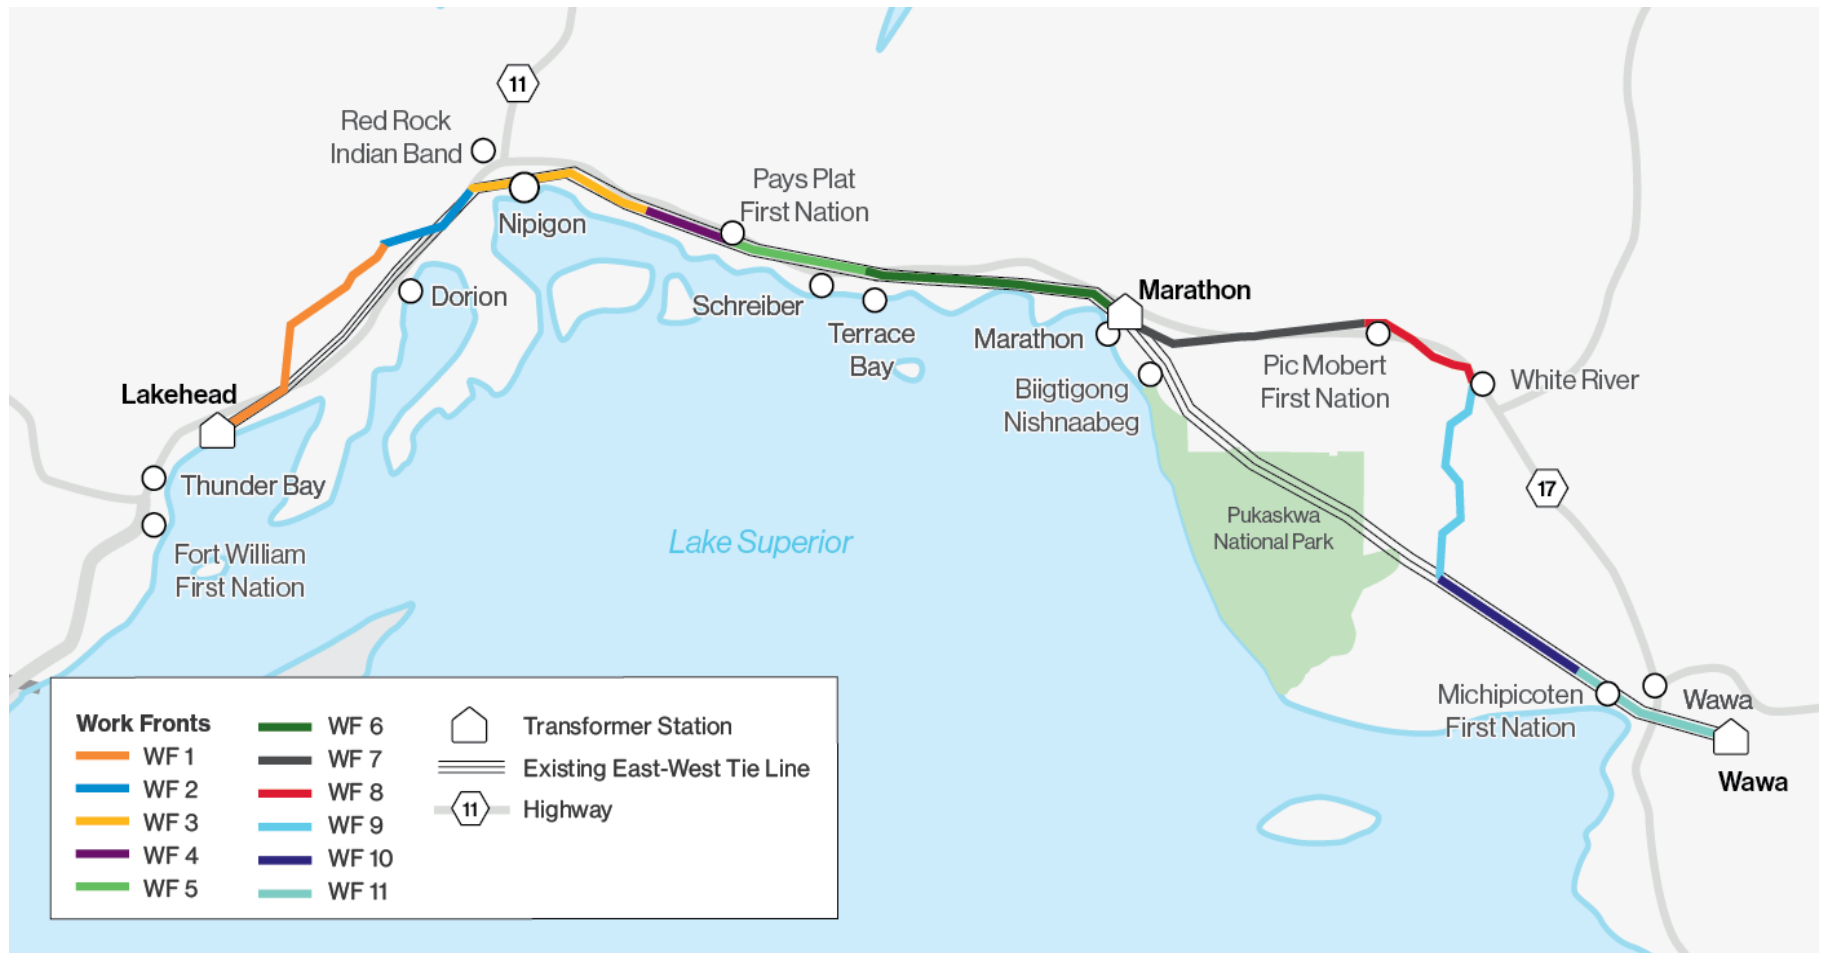 11
Red Rock
Indian Band
Pays Plat
First Nation
Nipigon
Dorion
Schreiber
Terrace
Bay
Marathon
Marathon
Biigtigong
Nishnaabeg
Pic Mobert
First Nation
White River
Lakehead
Thunder Bay
Fort William
First Nation
17
Lake Superior
Pukaskwa
National Park
Michipicoten
First Nation
Wawa
Wawa
Work Fronts
WF 1
WF 2
WF 3
WF 4
WF 5
WF 6
WF 7
WF 8
WF 9
WF 10
WF 11
Transformer Station
Existing East-West Tie Line
11
Highway